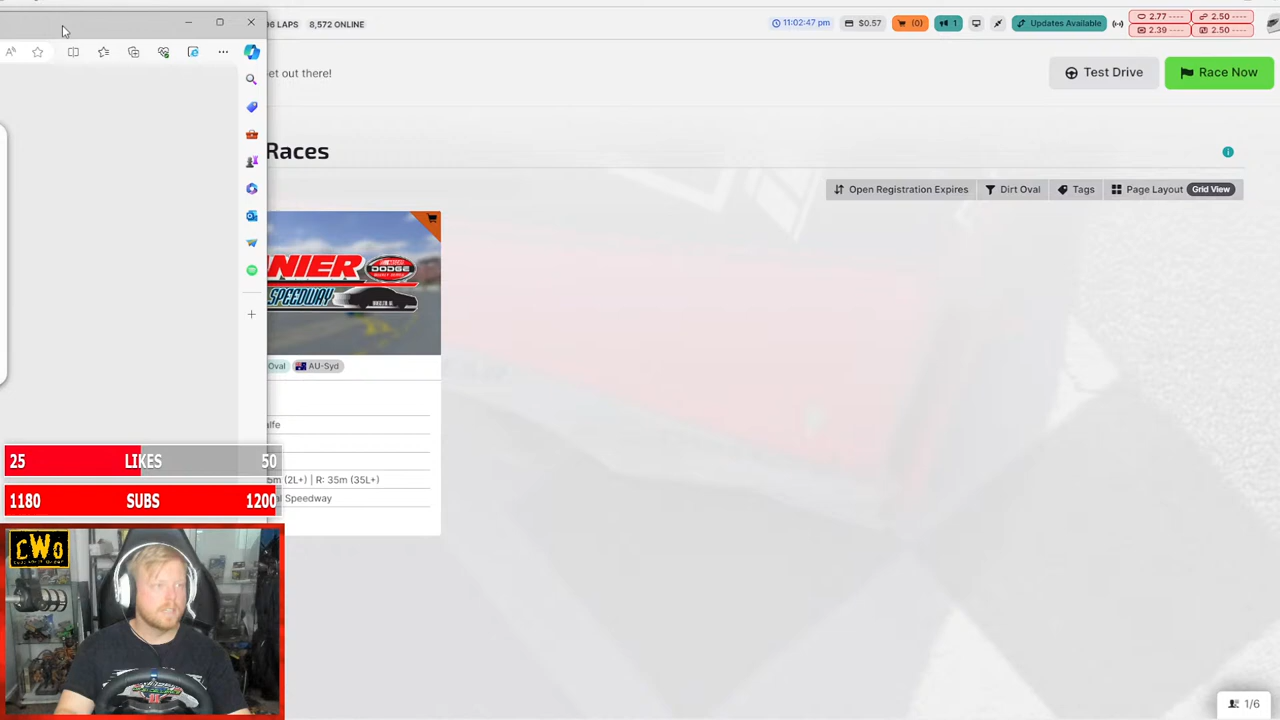 LAPS
8,572 ONLINE
11:02:47 pm
$0.57
(0)
1
Updates Available
2.77 ----
2.50 ----
2.39 ----
2.50 ----
et out there!
Test Drive
Race Now
Races
Open Registration Expires
Dirt Oval
Tags
Page Layout
Grid View
NIER
DODGE
SPEEDWAY
Oval
AU-Syd
alfe
5m (2L+) | R: 35m (35L+)
al Speedway
25 LIKES 50
1180 SUBS 1200
CWO
1/6